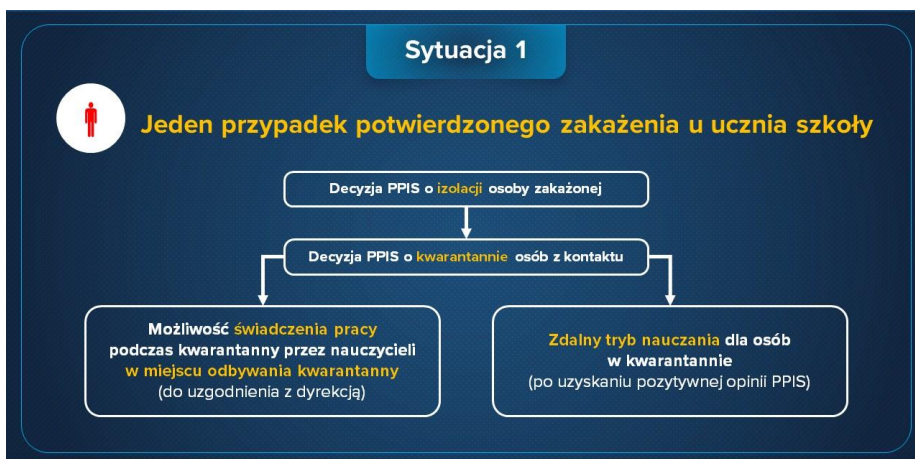 Sytuacja 1
Jeden przypadek potwierdzonego zakażenia u ucznia szkoły
Decyzja PPIS o izolacji osoby zakażonej
Decyzja PPIS o kwarantannie osób z kontaktu
Możliwość świadczenia pracy
podczas kwarantanny przez nauczycieli
w miejscu odbywania kwarantanny
(do uzgodnienia z dyrekcją)
Zdalny tryb nauczania dla osób
w kwarantannie
(po uzyskaniu pozytywnej opinii PPIS)